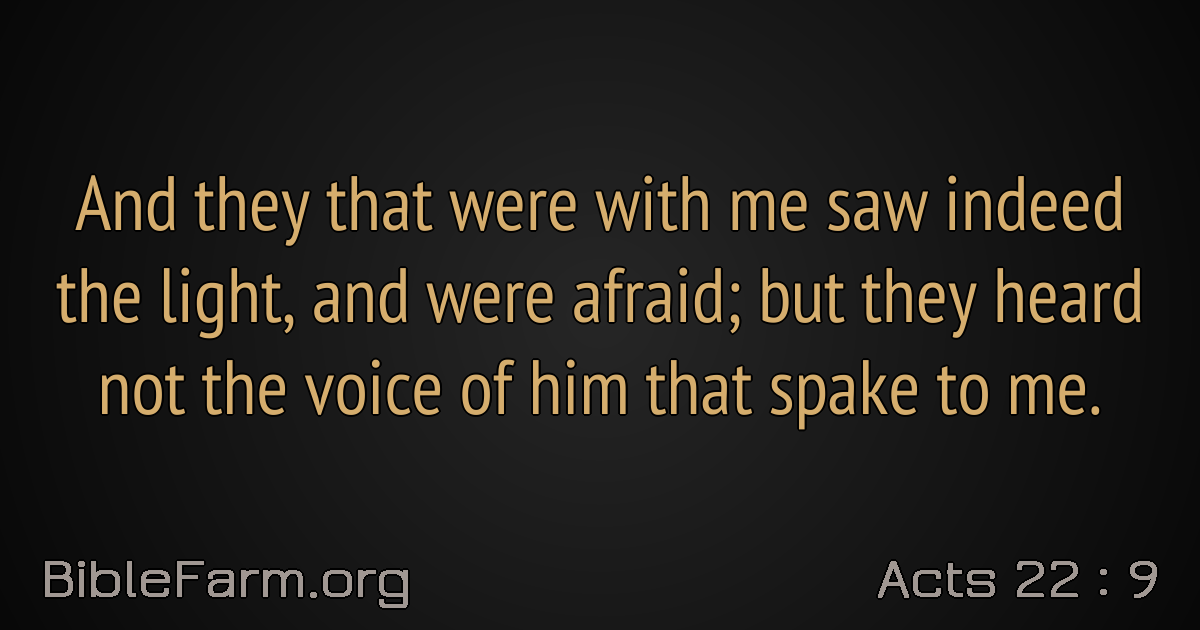 And they that were with me saw indeed
the light, and were afraid; but they heard
not the voice of him that spake to me.
BibleFarm.org
Acts 22 : 9